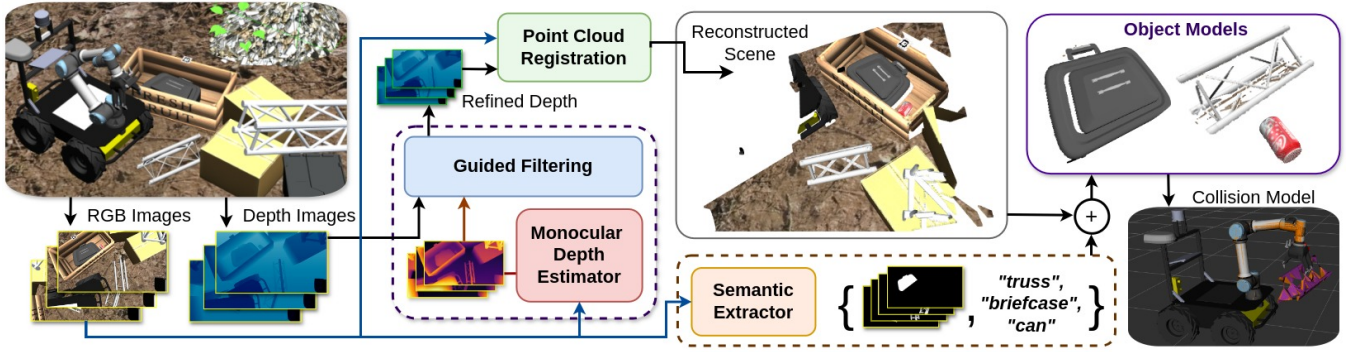 RGB Images
Depth Images
Point Cloud
Registration
Refined Depth
Guided Filtering
Monocular
Depth
Estimator
Reconstructed
Scene
Semantic
Extractor
{ , "truss",
"briefcase",
"can" }
Object Models
+
Collision Model